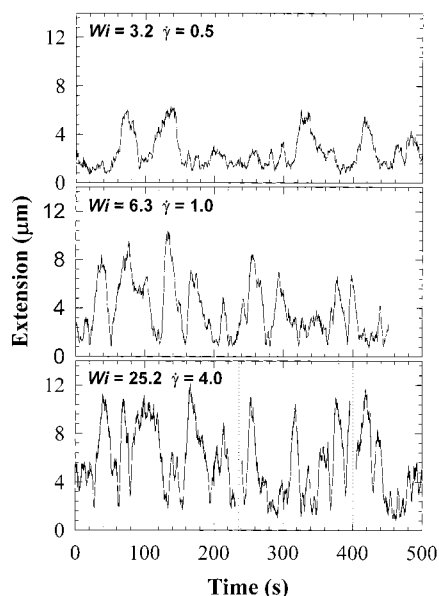 12
Wi = 3.2 γ̇ = 0.5
8
4
0
12
Wi = 6.3 γ̇ = 1.0
8
4
0
12
Wi = 25.2 γ̇ = 4.0
8
4
0
Extension (μm)
0 100 200 300 400 500
Time (s)